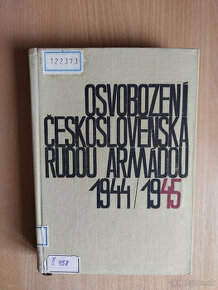 122373
OSVOBOZENÍ
ČESKOSLOVENSKA
RUDOU ARMÁDOU
1944/1945